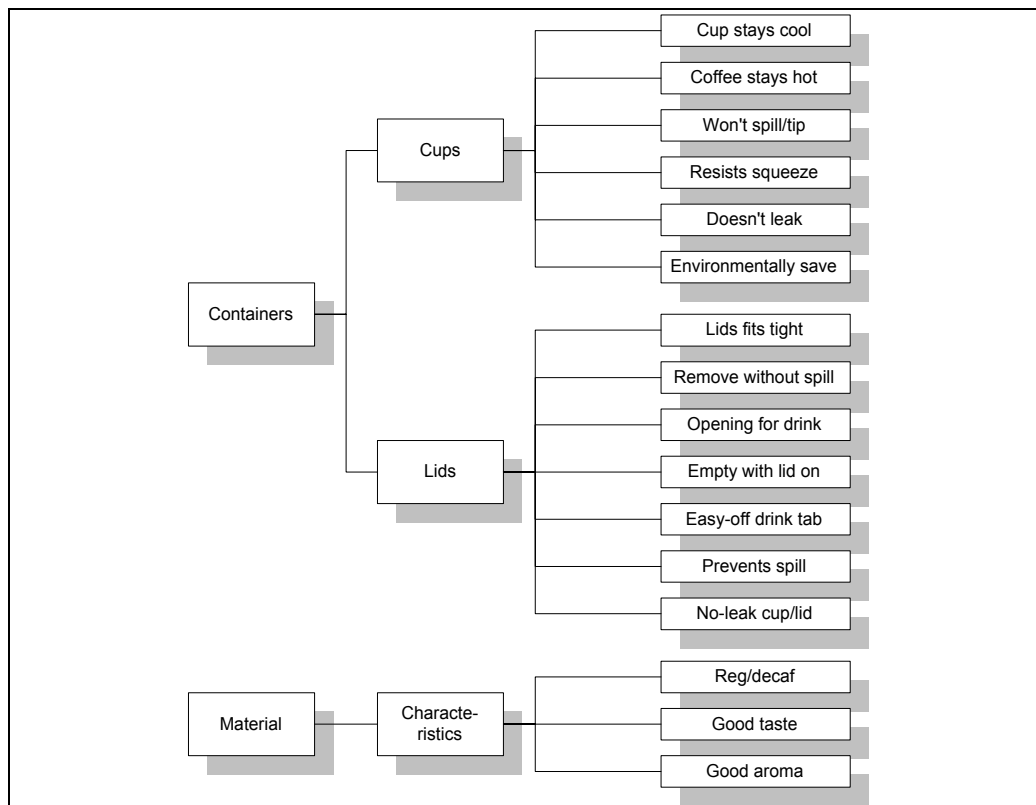 Containers
Cups
Cup stays cool
Coffee stays hot
Won't spill/tip
Resists squeeze
Doesn't leak
Environmentally save
Lids
Lids fits tight
Remove without spill
Opening for drink
Empty with lid on
Easy-off drink tab
Prevents spill
No-leak cup/lid
Material
Characte-
ristics
Reg/decaf
Good taste
Good aroma